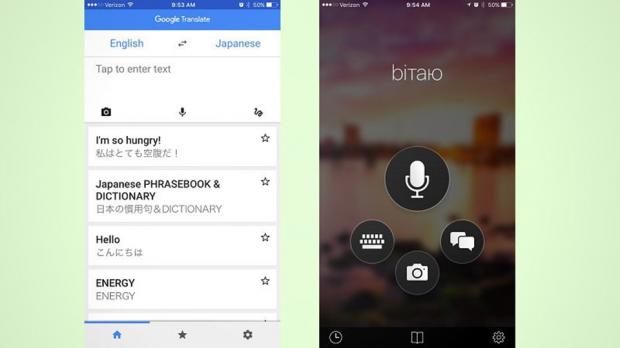 Verizon 9:53 AM 50%
Google Translate
English Japanese
Tap to enter text
I'm so hungry!
私はとても空腹だ！
Japanese PHRASEBOOK &
DICTIONARY
日本の慣用句＆DICTIONARY
Hello
こんにちは
ENERGY
ENERGY
Verizon 9:54 AM 50%
вітаю